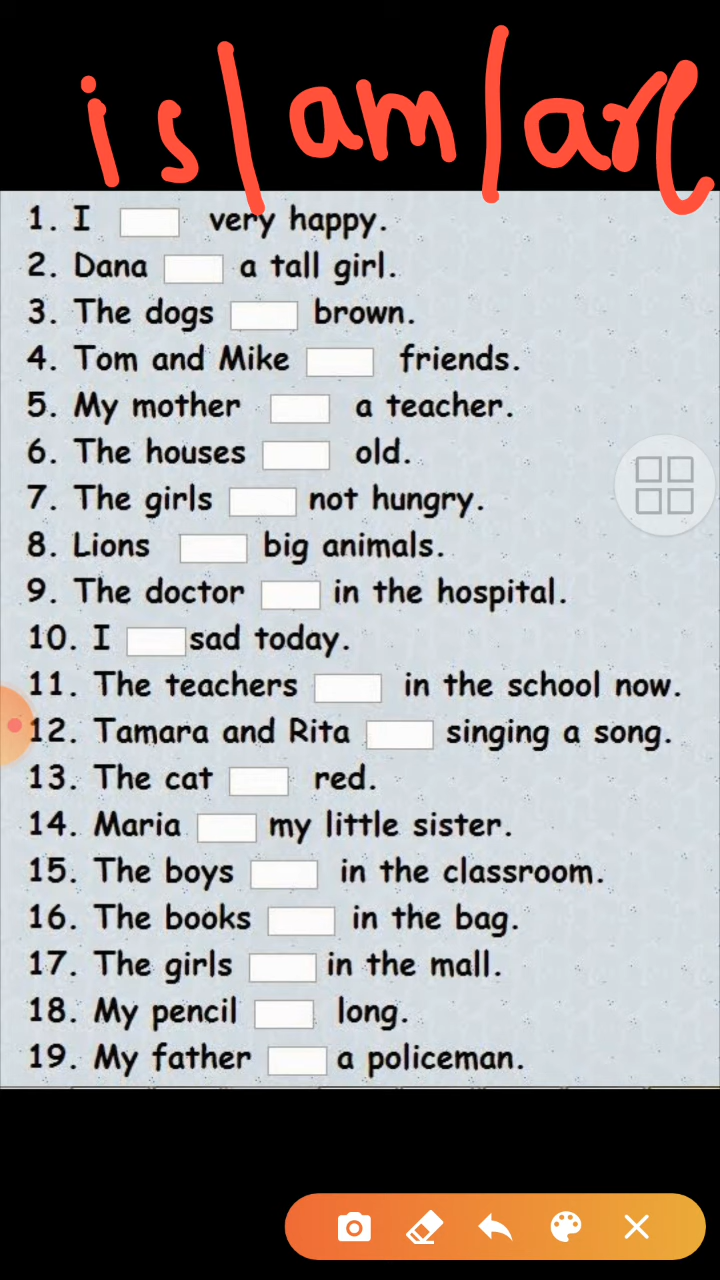 is/am/are
1. I very happy.
2. Dana a tall girl.
3. The dogs brown.
4. Tom and Mike friends.
5. My mother a teacher.
6. The houses old.
7. The girls not hungry.
8. Lions big animals.
9. The doctor in the hospital.
10. I sad today.
11. The teachers in the school now.
12. Tamara and Rita singing a song.
13. The cat red.
14. Maria my little sister.
15. The boys in the classroom.
16. The books in the bag.
17. The girls in the mall.
18. My pencil long.
19. My father a policeman.